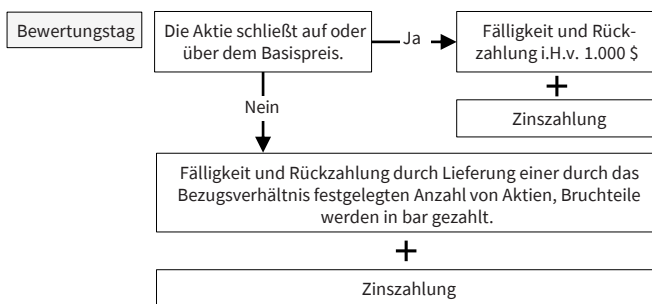 Bewertungstag
Die Aktie schließt auf oder
über dem Basispreis.
Ja
Fälligkeit und Rück-
zahlung i.H.v. 1.000 $
+
Zinszahlung
Nein
Fälligkeit und Rückzahlung durch Lieferung einer durch das
Bezugsverhältnis festgelegten Anzahl von Aktien, Bruchteile
werden in bar gezahlt.
+
Zinszahlung